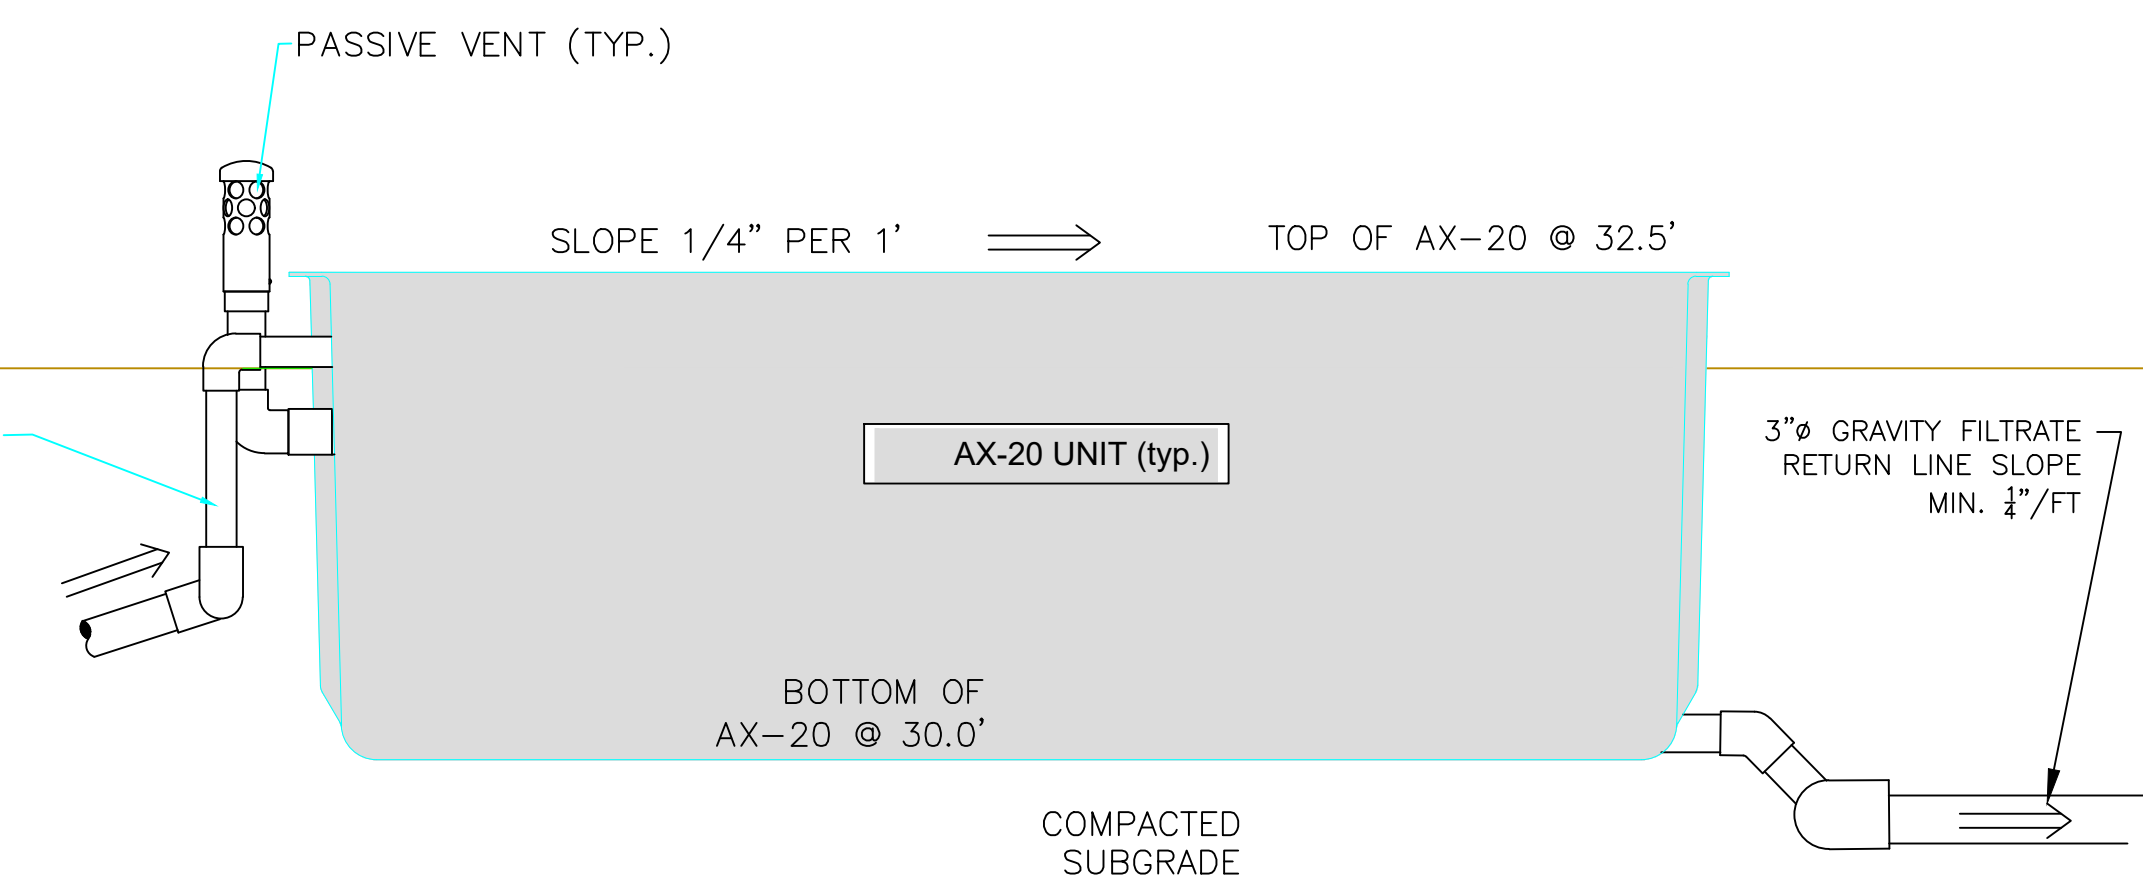 PASSIVE VENT (TYP.)
SLOPE 1/4” PER 1’
TOP OF AX-20 @ 32.5’
AX-20 UNIT (typ.)
3”ø GRAVITY FILTRATE
RETURN LINE SLOPE
MIN. ¼”/FT
BOTTOM OF
AX-20 @ 30.0’
COMPACTED
SUBGRADE